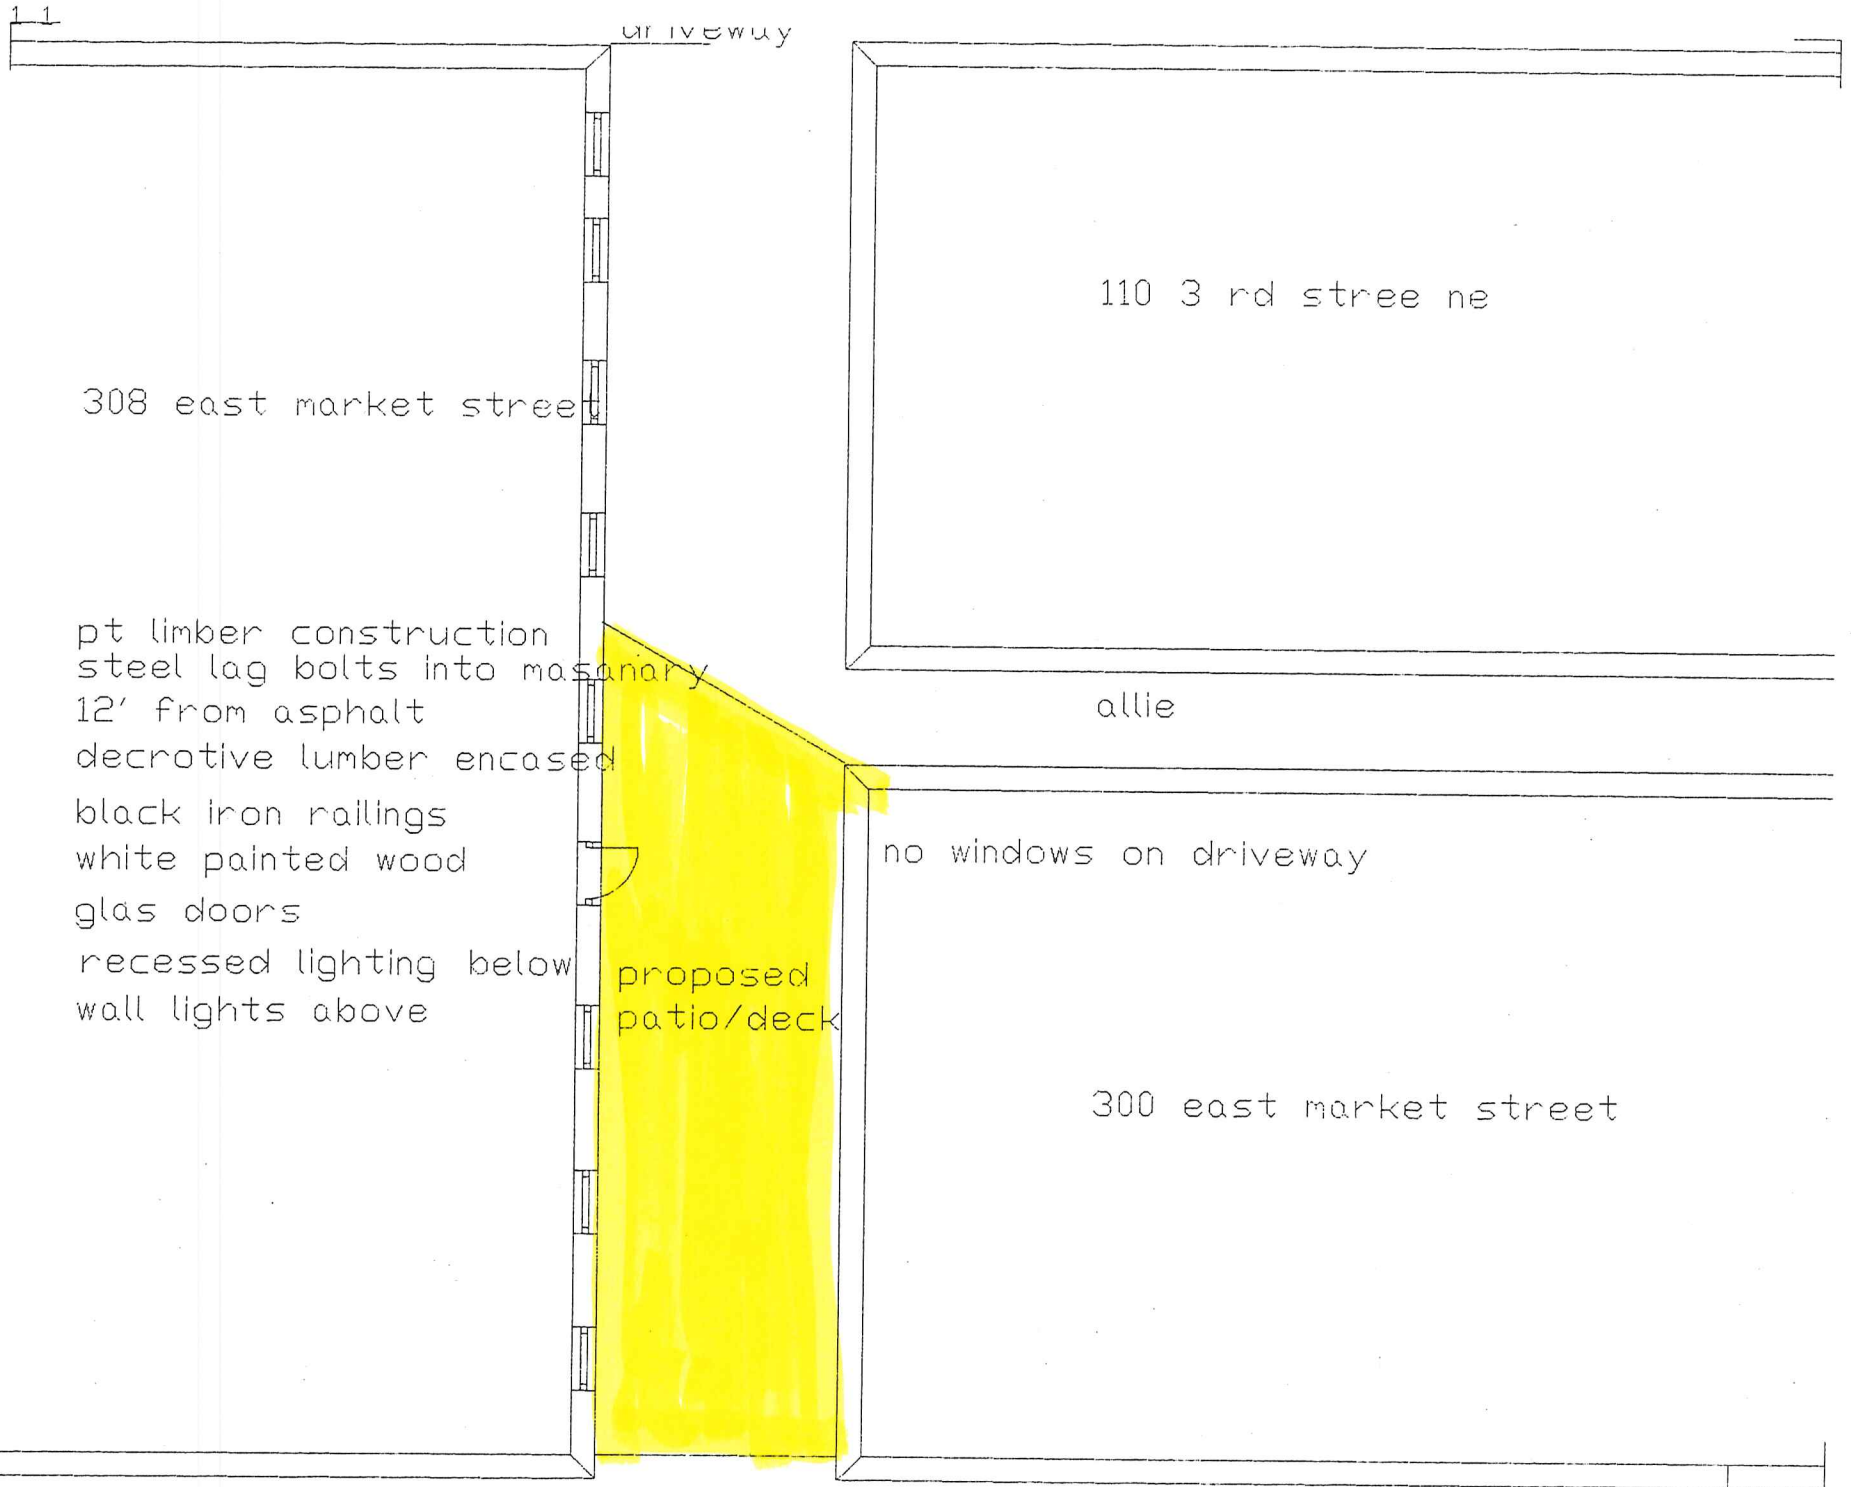 1 1
driveway
110 3 rd stree ne
308 east market street
pt limber construction
steel lag bolts into masanary
12' from asphalt
decrotive lumber encased
black iron railings
white painted wood
glas doors
recessed lighting below
wall lights above
allie
no windows on driveway
proposed
patio/deck
300 east market street